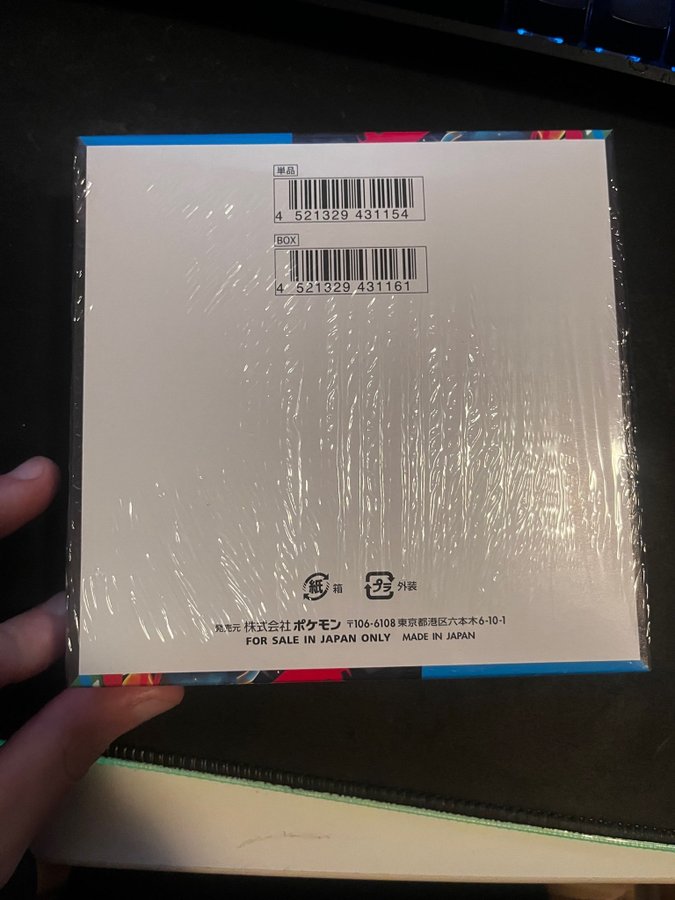 単品
4 521329 431154
BOX
4 521329 431161
紙 箱 プラ 外装
発売元 株式会社 ポケモン 〒106-6108 東京都港区六本木6-10-1
FOR SALE IN JAPAN ONLY MADE IN JAPAN